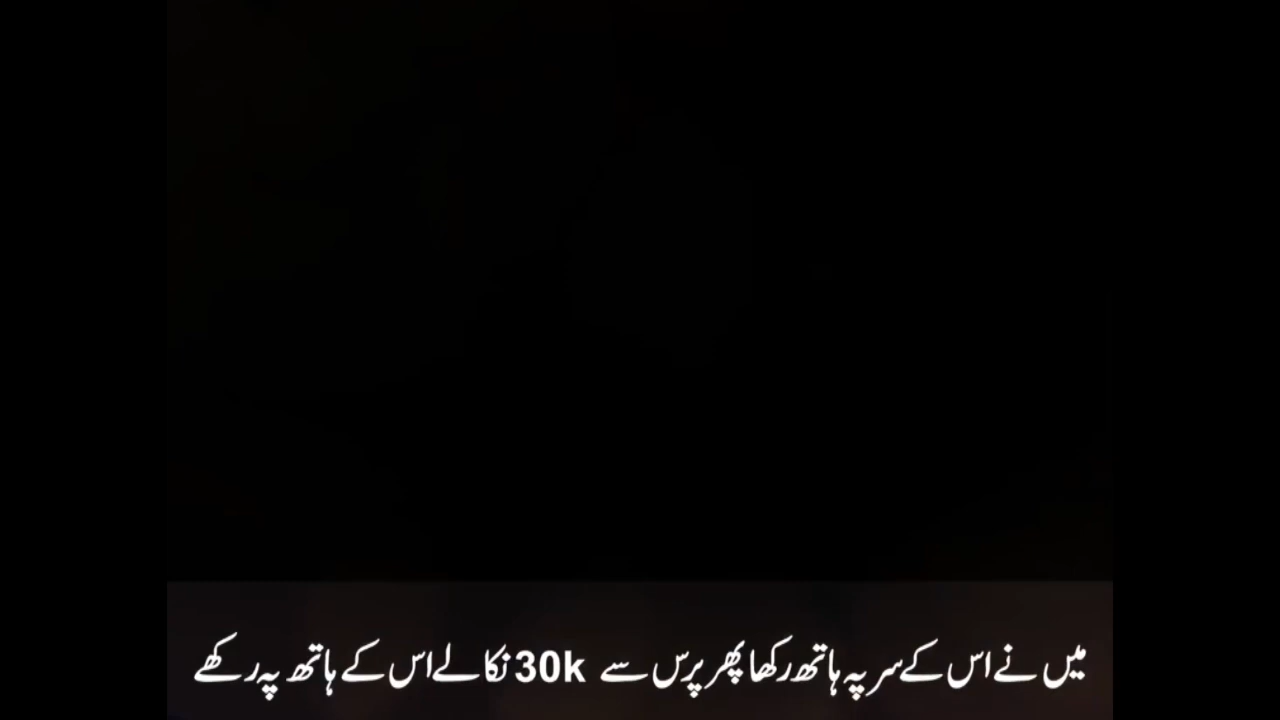 میں نے اس کے سر پہ ہاتھ رکھا پھر پرس سے 30k نکالے اس کے ہاتھ پہ رکھے